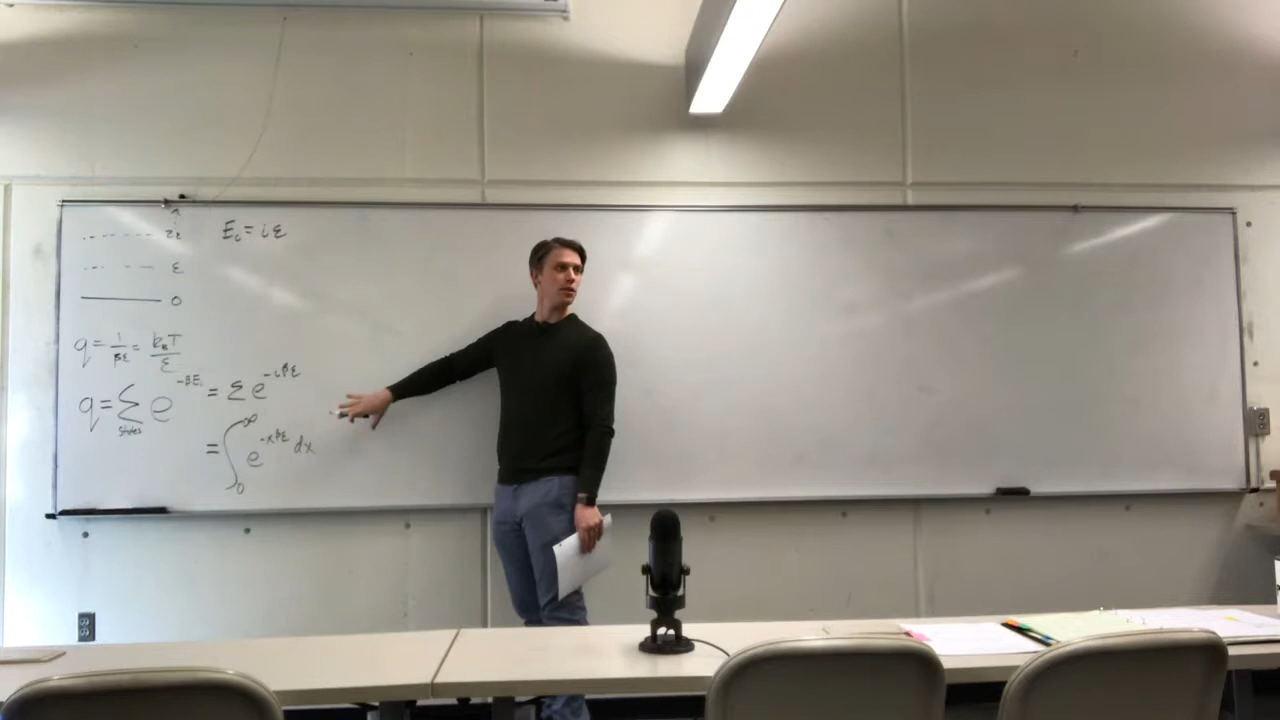 2ε
E_i = iε
ε
0
q = 1/βε = k_BT/ε
q = Σ_states e^{-βE_i} = Σ e^{-iβε}
= ∫_0^∞ e^{-xβε} dx